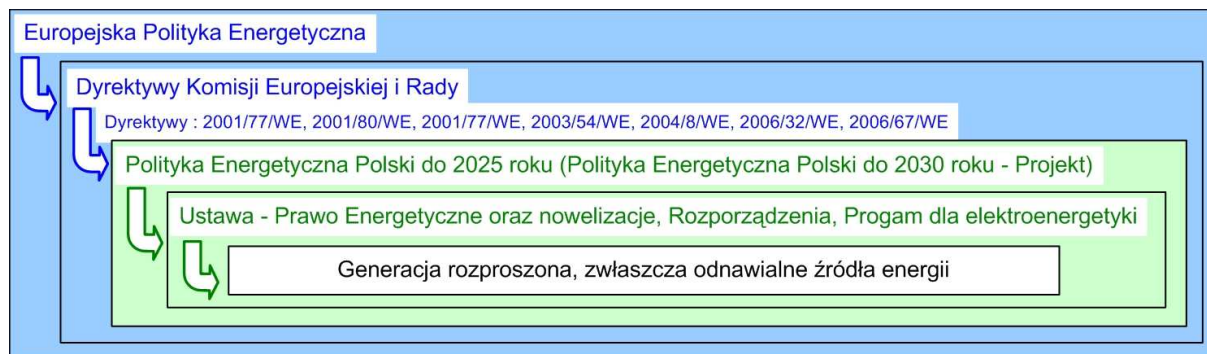 Europejska Polityka Energetyczna
Dyrektywy Komisji Europejskiej i Rady
Dyrektywy : 2001/77/WE, 2001/80/WE, 2001/77/WE, 2003/54/WE, 2004/8/WE, 2006/32/WE, 2006/67/WE
Polityka Energetyczna Polski do 2025 roku (Polityka Energetyczna Polski do 2030 roku - Projekt)
Ustawa - Prawo Energetyczne oraz nowelizacje, Rozporządzenia, Progam dla elektroenergetyki
Generacja rozproszona, zwłaszcza odnawialne źródła energii